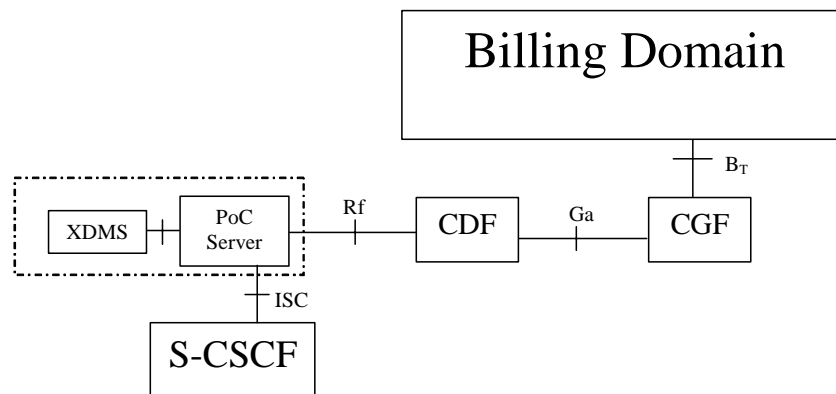 Billing Domain
B_T
Rf
Ga
XDMS
PoC
Server
CDF
CGF
ISC
S-CSCF